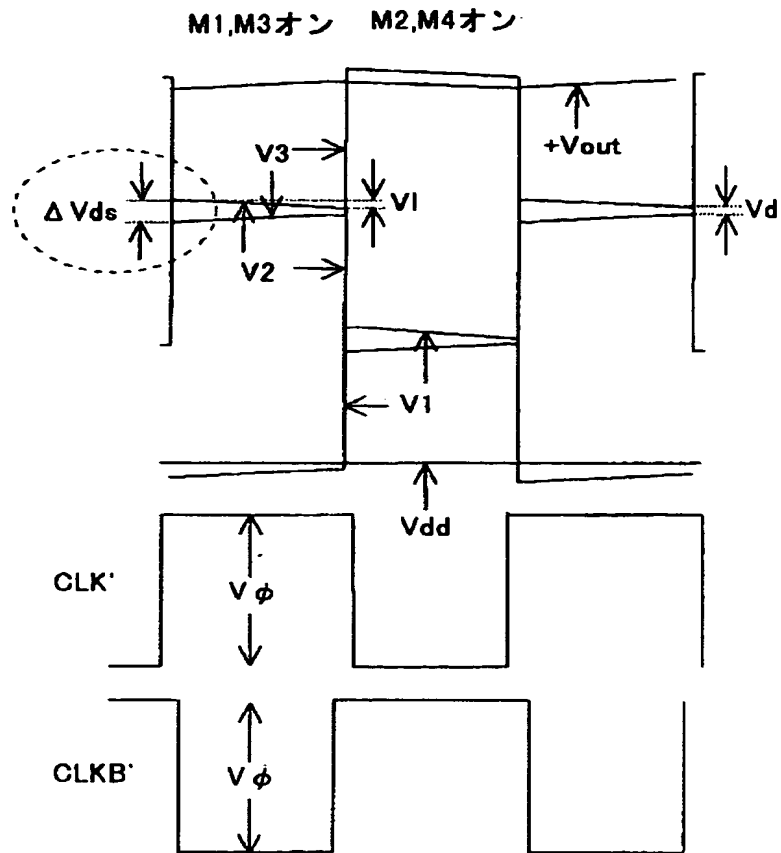 M1,M3オン M2,M4オン
+Vout
V3
ΔVds
Vl
Vd
V2
V1
Vdd
CLK'
Vφ
CLKB'
Vφ